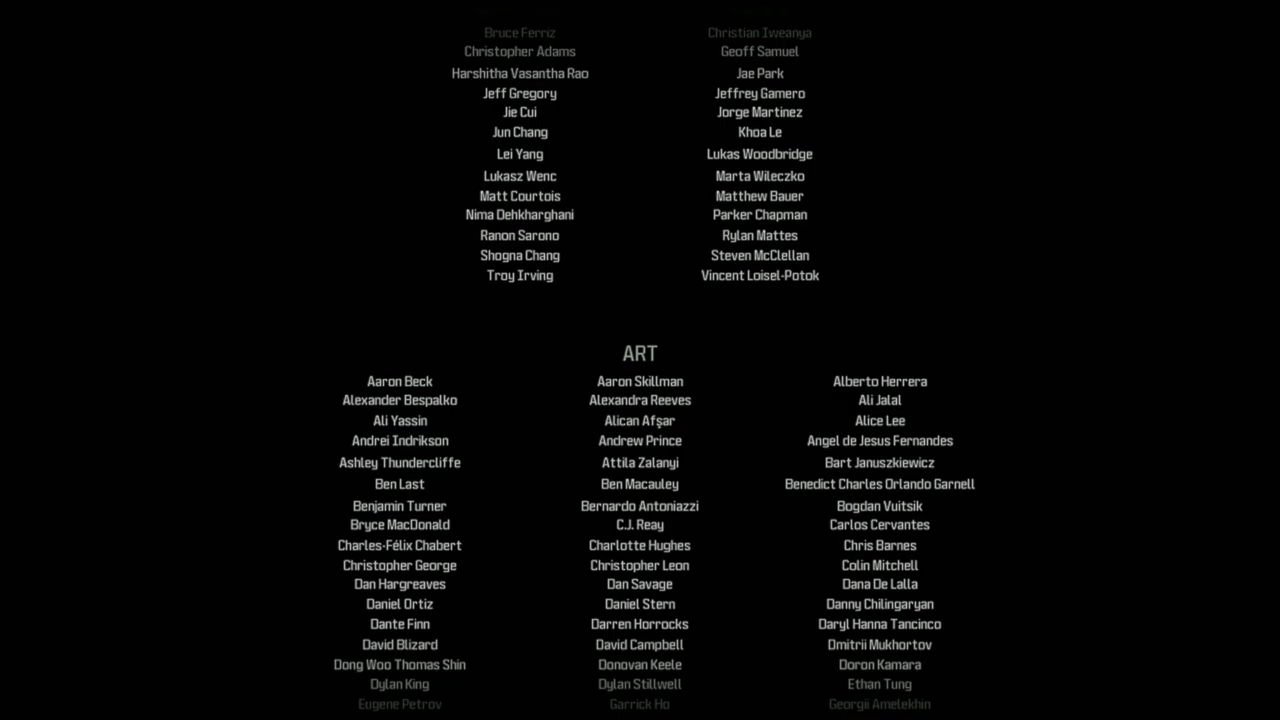 Bruce Ferriz Christian Iweanya
Christopher Adams Geoff Samuel
Harshitha Vasantha Rao Jae Park
Jeff Gregory Jeffrey Gamero
Jie Cui Jorge Martinez
Jun Chang Khoa Le
Lei Yang Lukas Woodbridge
Lukasz Wenc Marta Wileczko
Matt Courtois Matthew Bauer
Nima Dehkharghani Parker Chapman
Ranon Sarono Rylan Mattes
Shogna Chang Steven McClellan
Troy Irving Vincent Loisel-Potok
ART
Aaron Beck Aaron Skillman Alberto Herrera
Alexander Bespalko Alexandra Reeves Ali Jalal
Ali Yassin Alican Afşar Alice Lee
Andrei Indrikson Andrew Prince Angel de Jesus Fernandes
Ashley Thundercliffe Attila Zalanyi Bart Januszkiewicz
Ben Last Ben Macauley Benedict Charles Orlando Garnell
Benjamin Turner Bernardo Antoniazzi Bogdan Vuitsik
Bryce MacDonald C.J. Reay Carlos Cervantes
Charles-Félix Chabert Charlotte Hughes Chris Barnes
Christopher George Christopher Leon Colin Mitchell
Dan Hargreaves Dan Savage Dana De Lalla
Daniel Ortiz Daniel Stern Danny Chilingaryan
Dante Finn Darren Horrocks Daryl Hanna Tancinco
David Blizard David Campbell Dmitrii Mukhortov
Dong Woo Thomas Shin Donovan Keele Doron Kamara
Dylan King Dylan Stillwell Ethan Tung
Eugene Petrov Garrick Ho Georgii Amelekhin